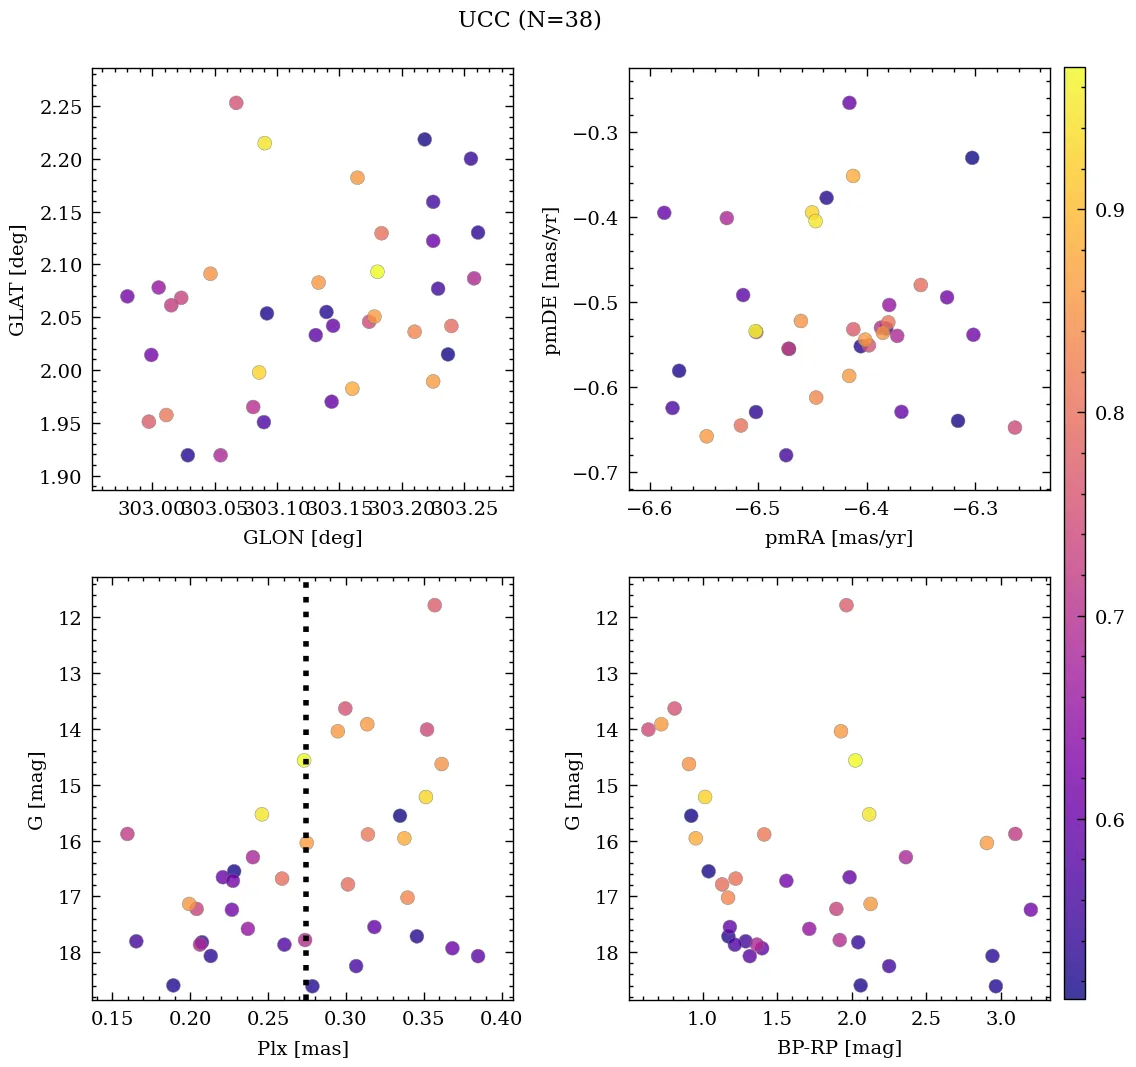 UCC (N=38)
2.25
2.20
2.15
2.10
2.05
2.00
1.95
1.90
GLAT [deg]
303.00 303.05 303.10 303.15 303.20 303.25
GLON [deg]
−0.3
−0.4
−0.5
−0.6
−0.7
pmDE [mas/yr]
−6.6 −6.5 −6.4 −6.3
pmRA [mas/yr]
0.9
0.8
0.7
0.6
12
13
14
15
16
17
18
G [mag]
0.15 0.20 0.25 0.30 0.35 0.40
Plx [mas]
12
13
14
15
16
17
18
G [mag]
1.0 1.5 2.0 2.5 3.0
BP-RP [mag]